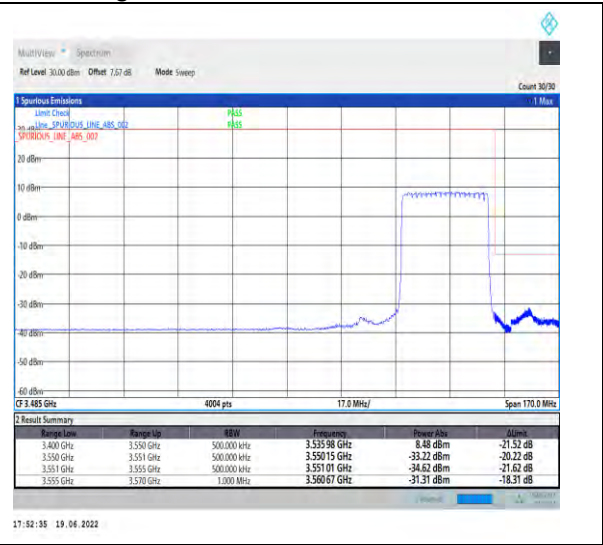 MultiView Spectrum
Ref Level 30.00 dBm Offset 7.67 dB Mode Sweep
Count 30/30
1 Spurious Emissions 1 Max
Limit Check PASS
Line _SPURIOUS_LINE_ABS_002 PASS
_SPURIOUS_LINE_ABS_002
20 dBm
10 dBm
0 dBm
-10 dBm
-20 dBm
-30 dBm
-40 dBm
-50 dBm
-60 dBm
CF 3.485 GHz 4004 pts 17.0 MHz/ Span 170.0 MHz
2 Result Summary
Range Low Range Up RBW Frequency Power Abs ΔLimit
3.400 GHz 3.550 GHz 500.000 kHz 3.53598 GHz 8.48 dBm -21.52 dB
3.550 GHz 3.551 GHz 500.000 kHz 3.55015 GHz -33.22 dBm -20.22 dB
3.551 GHz 3.555 GHz 500.000 kHz 3.55101 GHz -34.62 dBm -21.62 dB
3.555 GHz 3.570 GHz 1.000 MHz 3.56067 GHz -31.31 dBm -18.31 dB
17:52:35 19.06.2022